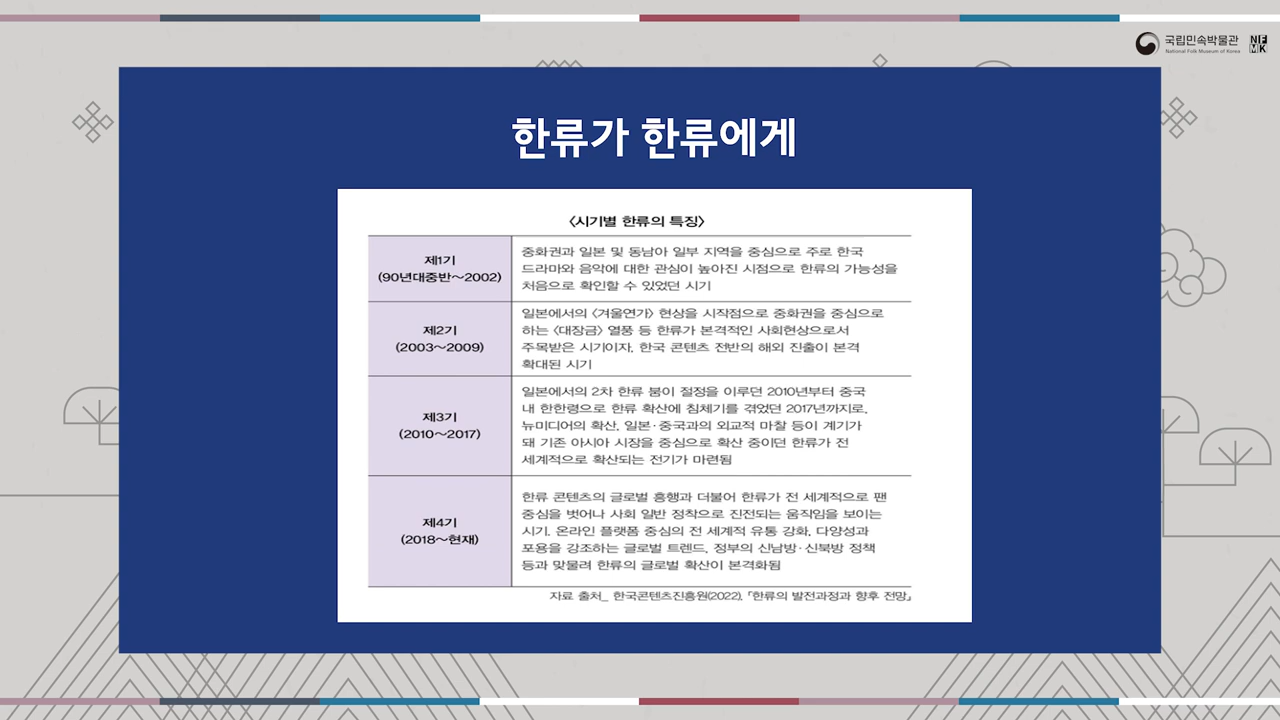 국립민속박물관
National Folk Museum of Korea
NF
MK
한류가 한류에게
〈시기별 한류의 특징〉
제1기
(90년대중반~2002)
중화권과 일본 및 동남아 일부 지역을 중심으로 주로 한국
드라마와 음악에 대한 관심이 높아진 시점으로 한류의 가능성을
처음으로 확인할 수 있었던 시기
제2기
(2003~2009)
일본에서의 〈겨울연가〉 현상을 시작점으로 중화권을 중심으로
하는 〈대장금〉 열풍 등 한류가 본격적인 사회현상으로서
주목받은 시기이자, 한국 콘텐츠 전반의 해외 진출이 본격
확대된 시기
제3기
(2010~2017)
일본에서의 2차 한류 붐이 절정을 이루던 2010년부터 중국
내 한한령으로 한류 확산에 침체기를 겪었던 2017년까지로,
뉴미디어의 확산, 일본·중국과의 외교적 마찰 등이 계기가
돼 기존 아시아 시장을 중심으로 확산 중이던 한류가 전
세계적으로 확산되는 전기가 마련됨
제4기
(2018~현재)
한류 콘텐츠의 글로벌 흥행과 더불어 한류가 전 세계적으로 팬
중심을 벗어나 사회 일반 정착으로 진전되는 움직임을 보이는
시기. 온라인 플랫폼 중심의 전 세계적 유통 강화, 다양성과
포용을 강조하는 글로벌 트렌드, 정부의 신남방·신북방 정책
등과 맞물려 한류의 글로벌 확산이 본격화됨
자료 출처_ 한국콘텐츠진흥원(2022), 「한류의 발전과정과 향후 전망」